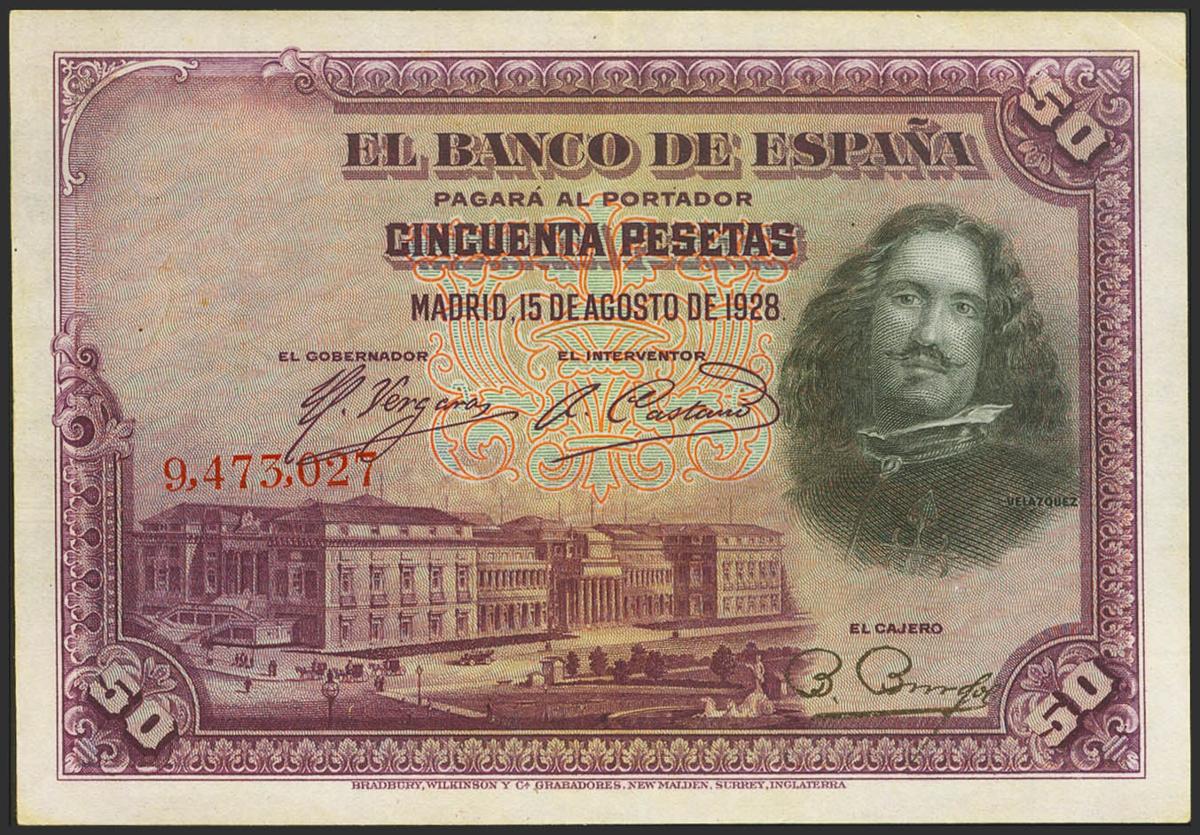 50
EL BANCO DE ESPAÑA
PAGARÁ AL PORTADOR
CINCUENTA PESETAS
MADRID, 15 DE AGOSTO DE 1928.
EL GOBERNADOR EL INTERVENTOR
9,473,027
VELAZQUEZ
EL CAJERO
50 50
BRADBURY, WILKINSON Y Cª GRABADORES, NEW MALDEN, SURREY, INGLATERRA